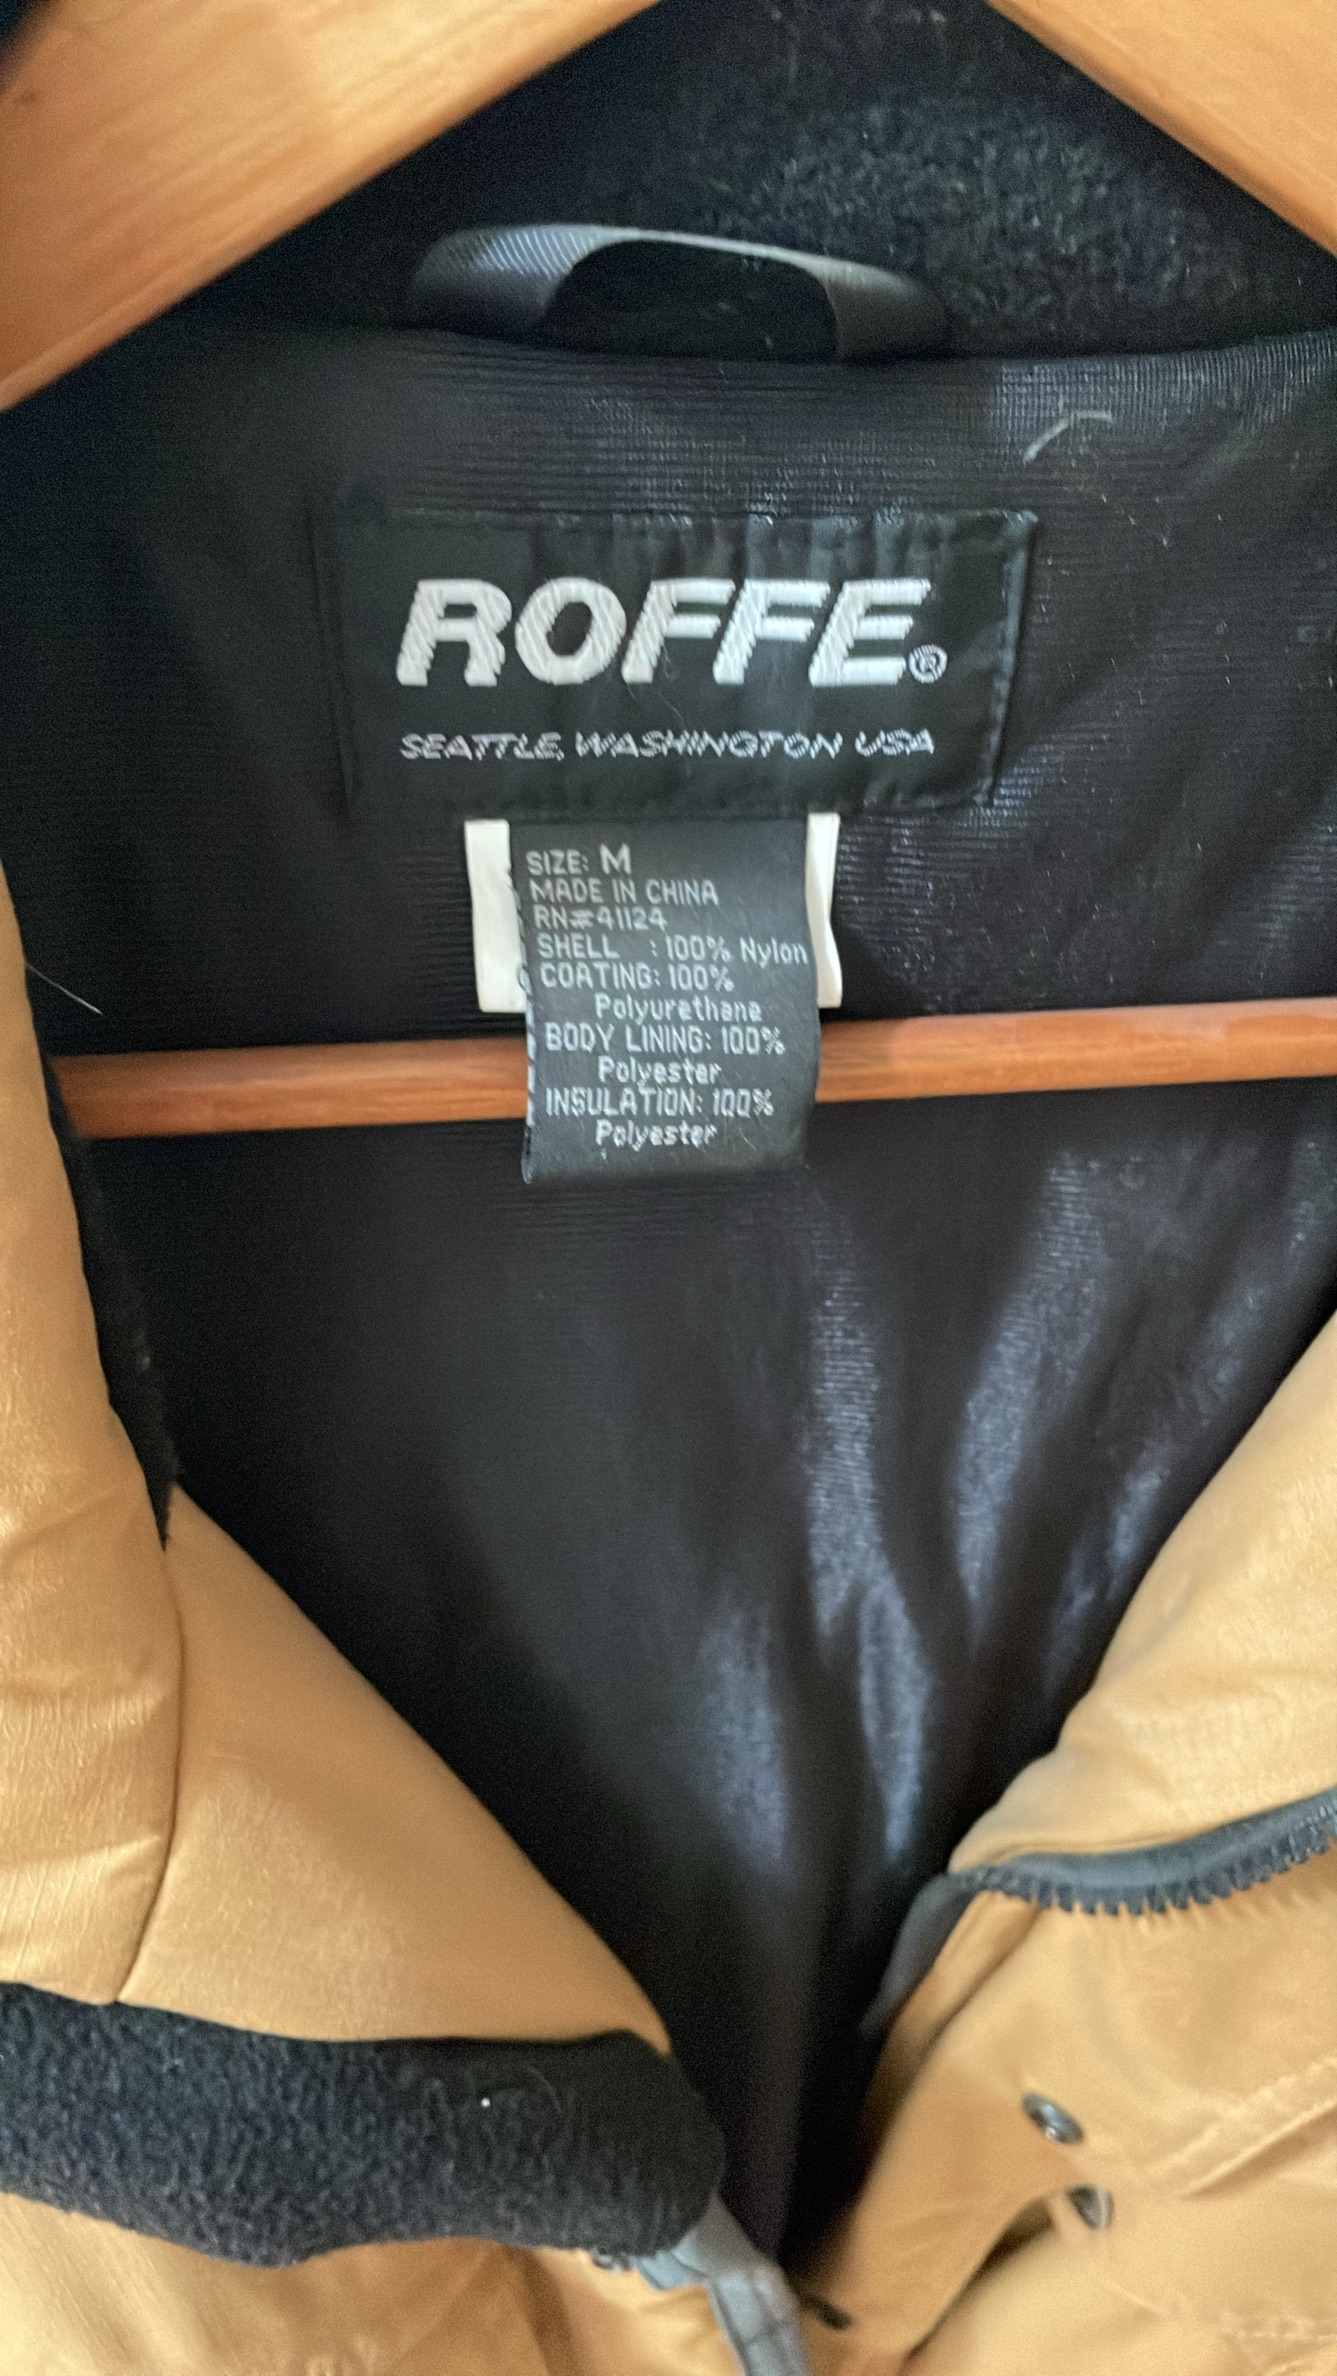 ROFFE®
SEATTLE, WASHINGTON USA
SIZE: M
MADE IN CHINA
RN#41124
SHELL : 100% Nylon
COATING: 100%
Polyurethane
BODY LINING: 100%
Polyester
INSULATION: 100%
Polyester